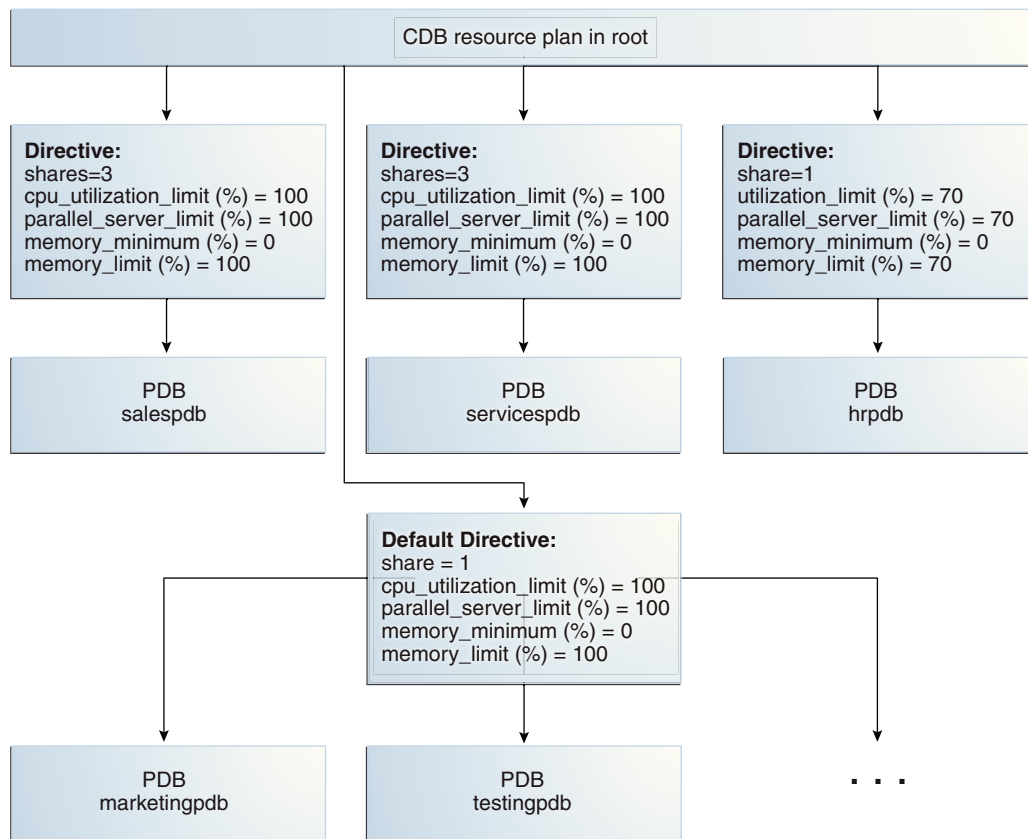 CDB resource plan in root
Directive:
shares=3
cpu_utilization_limit (%) = 100
parallel_server_limit (%) = 100
memory_minimum (%) = 0
memory_limit (%) = 100
Directive:
shares=3
cpu_utilization_limit (%) = 100
parallel_server_limit (%) = 100
memory_minimum (%) = 0
memory_limit (%) = 100
Directive:
share=1
utilization_limit (%) = 70
parallel_server_limit (%) = 70
memory_minimum (%) = 0
memory_limit (%) = 70
PDB
salespdb
PDB
servicespdb
PDB
hrpdb
Default Directive:
share = 1
cpu_utilization_limit (%) = 100
parallel_server_limit (%) = 100
memory_minimum (%) = 0
memory_limit (%) = 100
PDB
marketingpdb
PDB
testingpdb
. . .